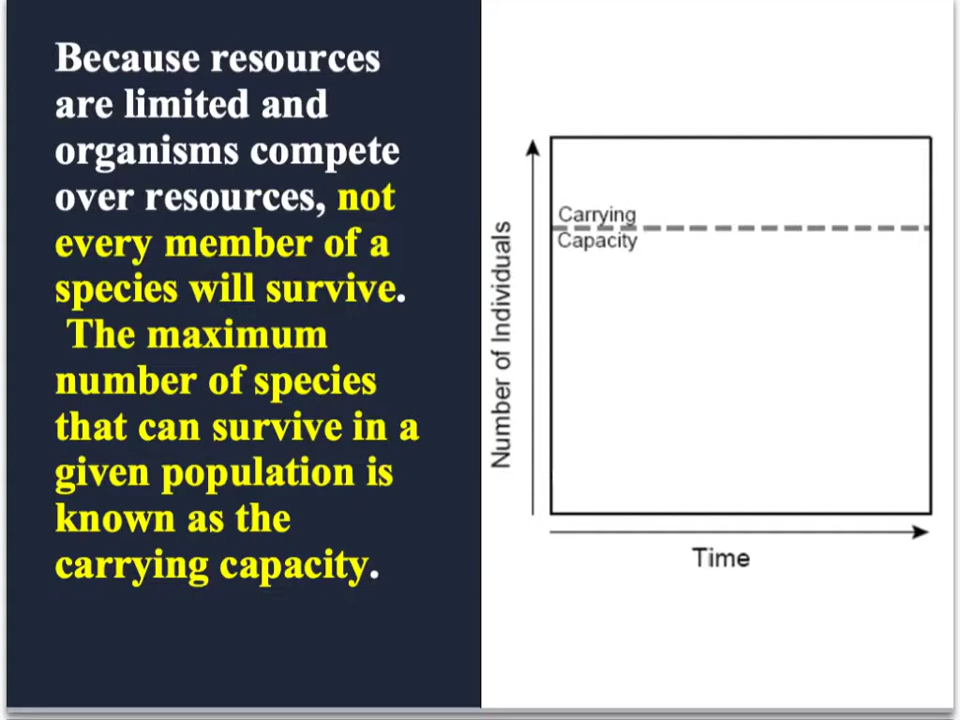 Because resources
are limited and
organisms compete
over resources, not
every member of a
species will survive.
The maximum
number of species
that can survive in a
given population is
known as the
carrying capacity.
Number of Individuals
Carrying
Capacity
Time